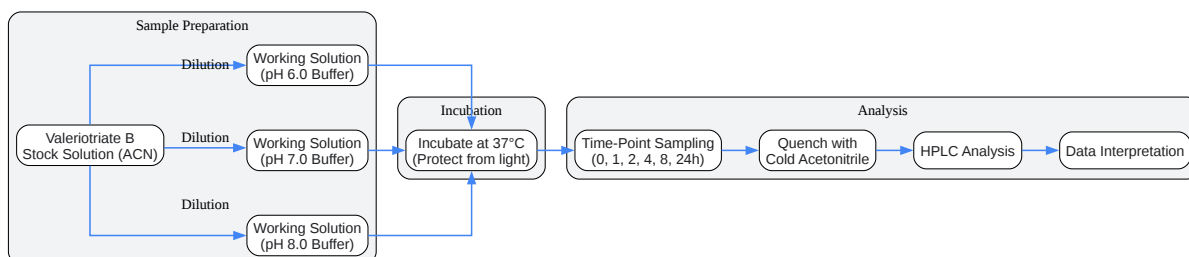 Sample Preparation
Valeriotriate B
Stock Solution (ACN)
Dilution
Dilution
Dilution
Working Solution
(pH 6.0 Buffer)
Working Solution
(pH 7.0 Buffer)
Working Solution
(pH 8.0 Buffer)
Incubation
Incubate at 37°C
(Protect from light)
Analysis
Time-Point Sampling
(0, 1, 2, 4, 8, 24h)
Quench with
Cold Acetonitrile
HPLC Analysis
Data Interpretation